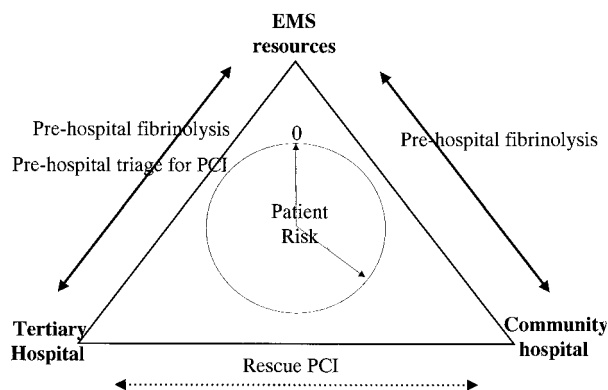 EMS
resources
Pre-hospital fibrinolysis
Pre-hospital triage for PCI
0
Pre-hospital fibrinolysis
Patient
Risk
Tertiary
Hospital
Community
hospital
Rescue PCI